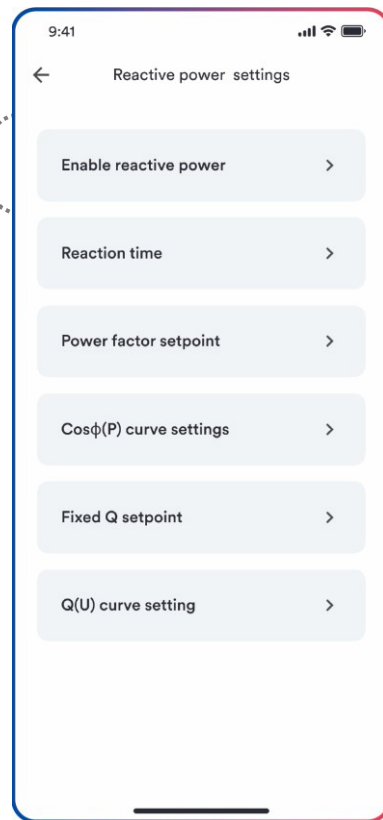 9:41
Reactive power settings
Enable reactive power
Reaction time
Power factor setpoint
Cosϕ(P) curve settings
Fixed Q setpoint
Q(U) curve setting